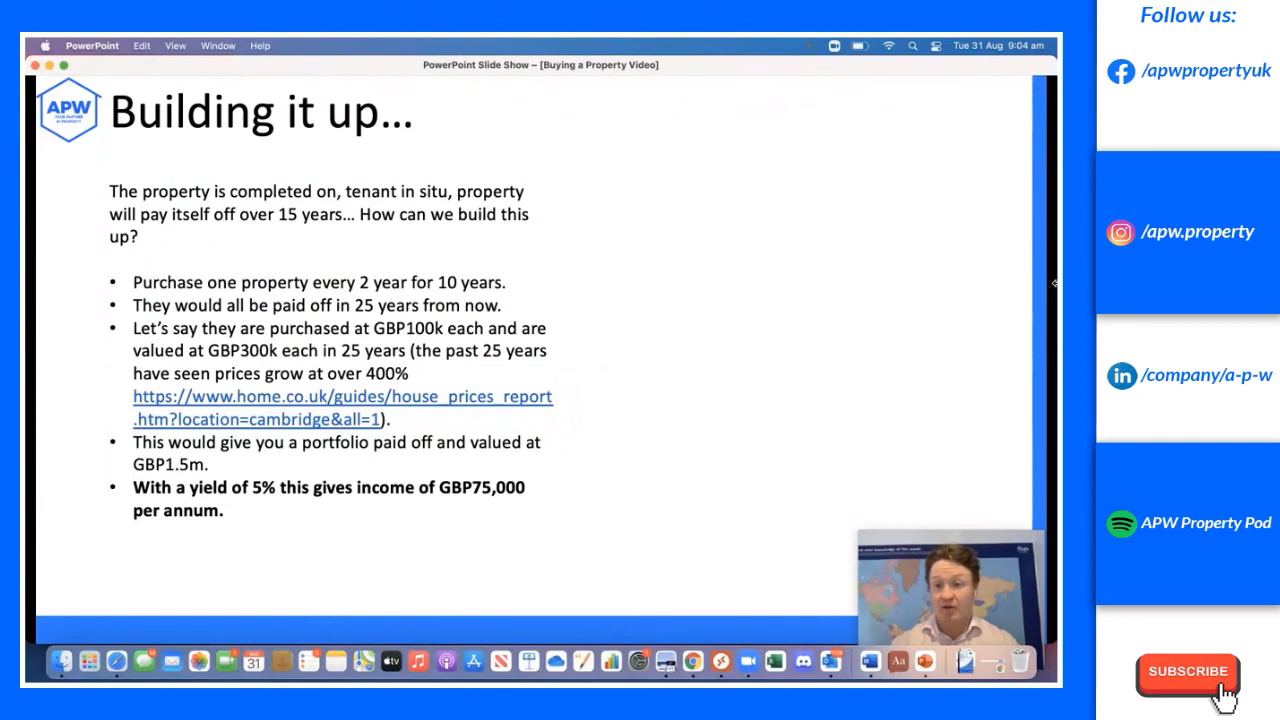 Follow us:
/apwpropertyuk
/apw.property
/company/a-p-w
APW Property Pod
SUBSCRIBE
PowerPoint Edit View Window Help
Tue 31 Aug 9:04 am
PowerPoint Slide Show – [Buying a Property Video]
APW
YOUR PARTNER
IN PROPERTY
Building it up...
The property is completed on, tenant in situ, property
will pay itself off over 15 years... How can we build this
up?
• Purchase one property every 2 year for 10 years.
• They would all be paid off in 25 years from now.
• Let's say they are purchased at GBP100k each and are
valued at GBP300k each in 25 years (the past 25 years
have seen prices grow at over 400%
https://www.home.co.uk/guides/house_prices_report
.htm?location=cambridge&all=1).
• This would give you a portfolio paid off and valued at
GBP1.5m.
• With a yield of 5% this gives income of GBP75,000
per annum.
31
tv
Aa